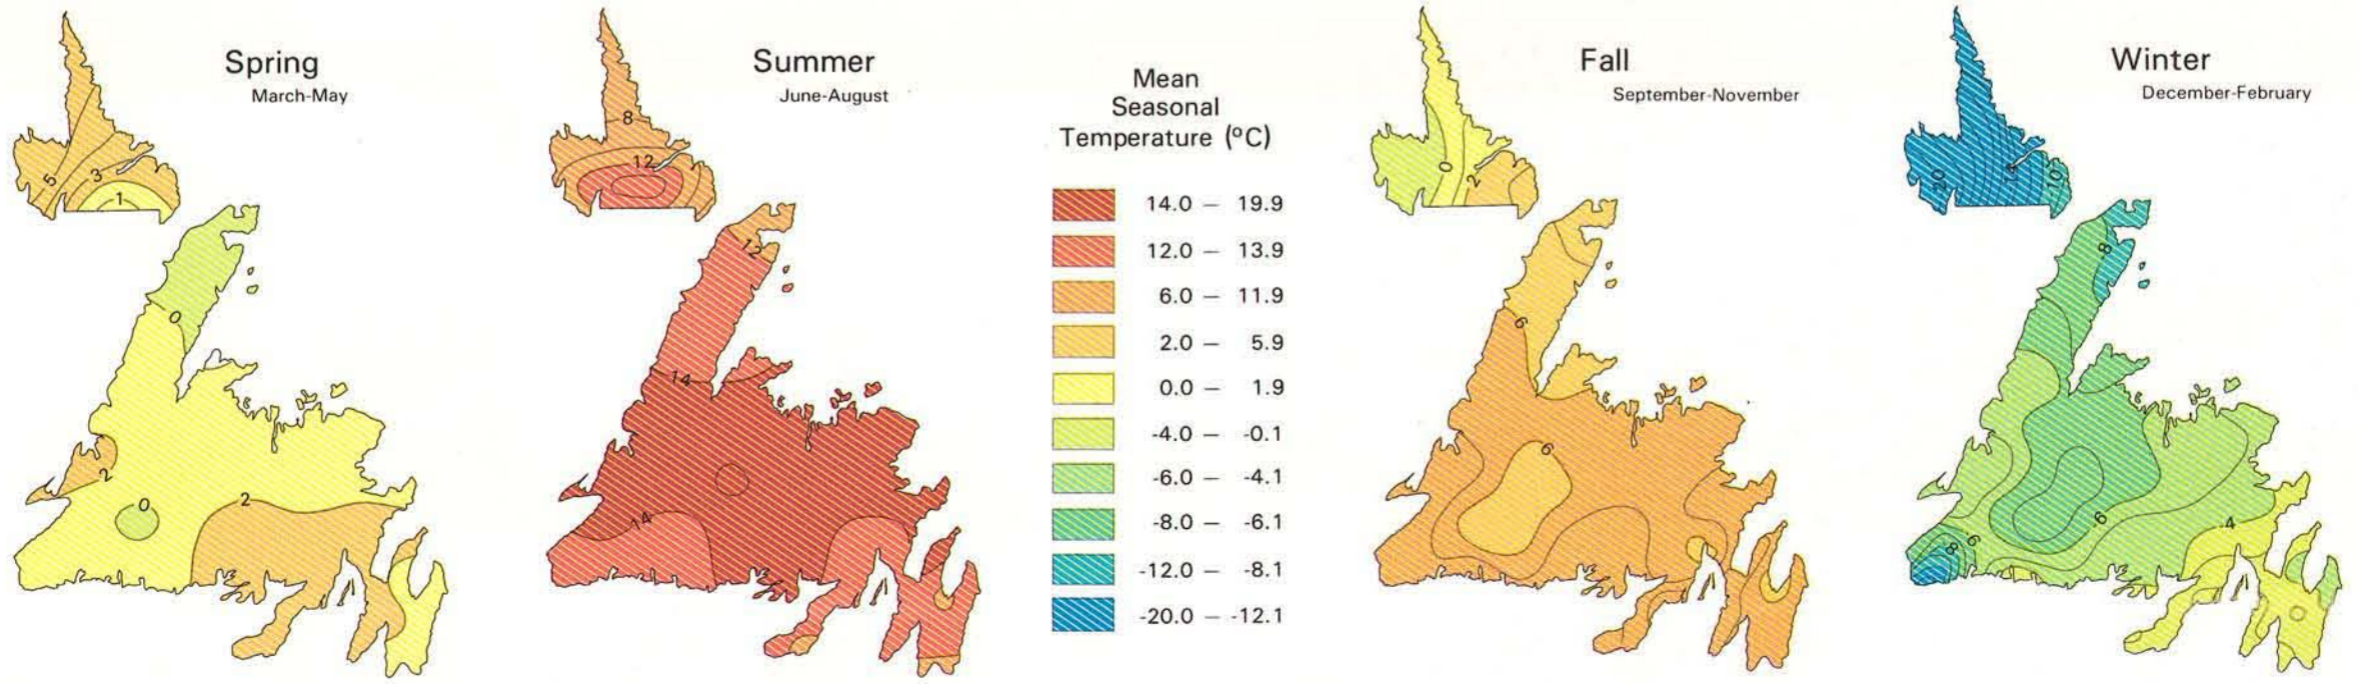 Spring
March-May
5
3
1
0
2
0
2
Summer
June-August
8
12
12
14
14
Mean
Seasonal
Temperature (°C)
14.0 — 19.9
12.0 — 13.9
6.0 — 11.9
2.0 — 5.9
0.0 — 1.9
-4.0 — -0.1
-6.0 — -4.1
-8.0 — -6.1
-12.0 — -8.1
-20.0 — -12.1
Fall
September-November
0
2
6
6
Winter
December-February
20
14
10
8
-6
-4
6
8